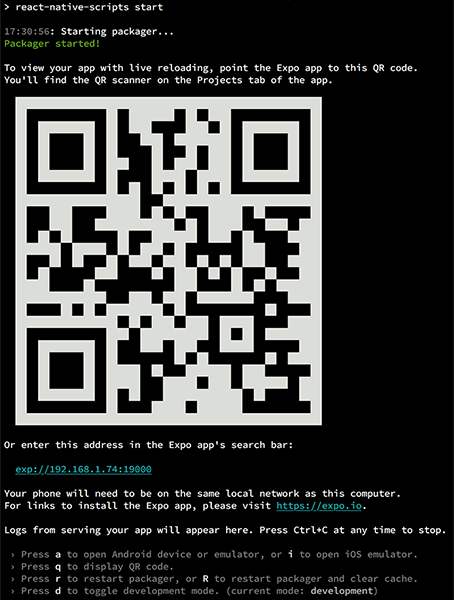 > react-native-scripts start
17:30:56: Starting packager...
Packager started!
To view your app with live reloading, point the Expo app to this QR code.
You'll find the QR scanner on the Projects tab of the app.
Or enter this address in the Expo app's search bar:
exp://192.168.1.74:19000
Your phone will need to be on the same local network as this computer.
For links to install the Expo app, please visit https://expo.io.
Logs from serving your app will appear here. Press Ctrl+C at any time to stop.
› Press a to open Android device or emulator, or i to open iOS emulator.
› Press q to display QR code.
› Press r to restart packager, or R to restart packager and clear cache.
› Press d to toggle development mode. (current mode: development)